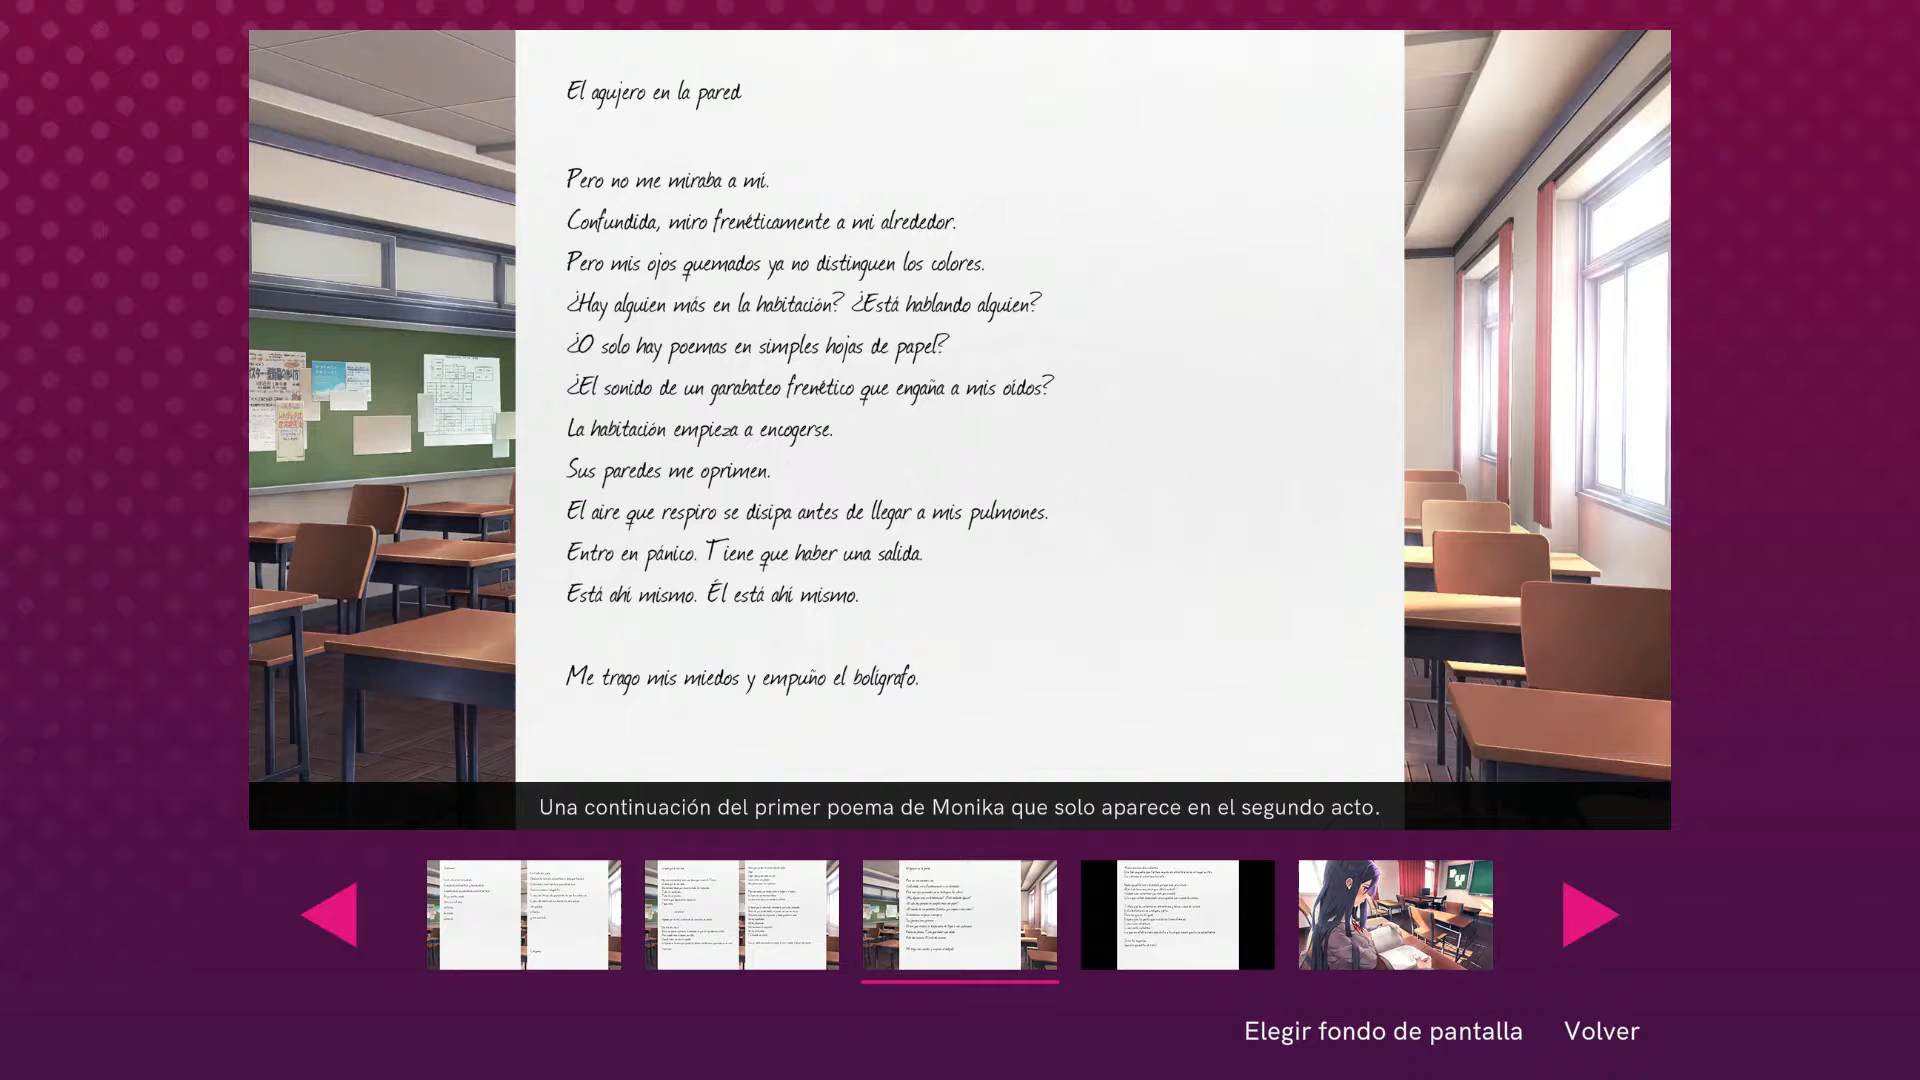 El agujero en la pared
Pero no me miraba a mí.
Confundida, miro frenéticamente a mi alrededor.
Pero mis ojos quemados ya no distinguen los colores.
¿Hay alguien más en la habitación? ¿Está hablando alguien?
¿O solo hay poemas en simples hojas de papel?
¿El sonido de un garabateo frenético que engaña a mis oídos?
La habitación empieza a encogerse.
Sus paredes me oprimen.
El aire que respiro se disipa antes de llegar a mis pulmones.
Entro en pánico. Tiene que haber una salida.
Está ahí mismo. Él está ahí mismo.
Me trago mis miedos y empuño el bolígrafo.
Una continuación del primer poema de Monika que solo aparece en el segundo acto.
Elegir fondo de pantalla
Volver